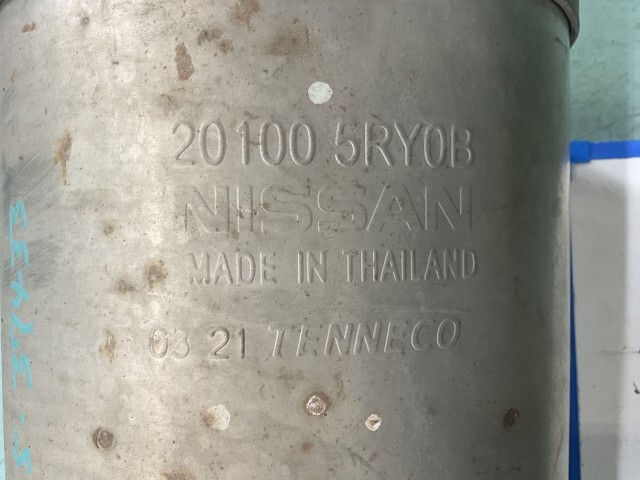 20100 5RY0B
NISSAN
MADE IN THAILAND
03 21 TENNECO